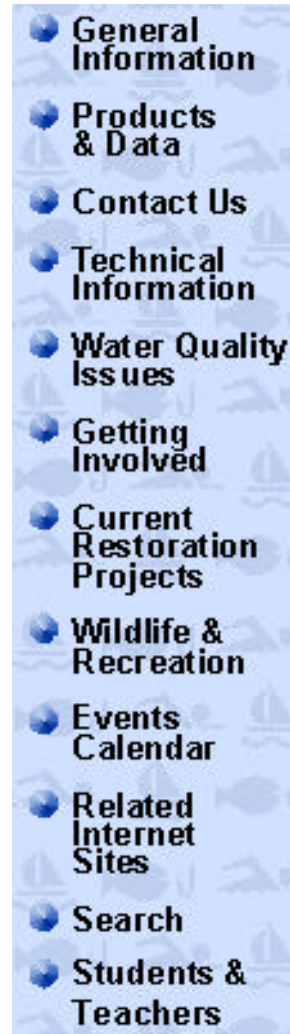 General
Information
Products
& Data
Contact Us
Technical
Information
Water Quality
Issues
Getting
Involved
Current
Restoration
Projects
Wildlife &
Recreation
Events
Calendar
Related
Internet
Sites
Search
Students &
Teachers